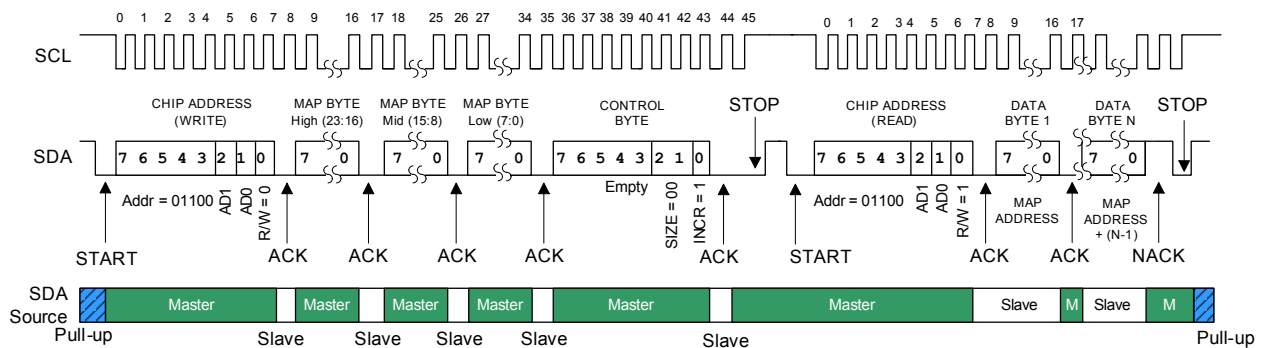 0 1 2 3 4 5 6 7 8 9 16 17 18 25 26 27 34 35 36 37 38 39 40 41 42 43 44 45 0 1 2 3 4 5 6 7 8 9 16 17
SCL
CHIP ADDRESS
(WRITE)
MAP BYTE
High (23:16)
MAP BYTE
Mid (15:8)
MAP BYTE
Low (7:0)
CONTROL
BYTE
STOP
CHIP ADDRESS
(READ)
DATA
BYTE 1
DATA
BYTE N
STOP
SDA
7 6 5 4 3 2 1 0 7 0 7 0 7 0 7 6 5 4 3 2 1 0 7 6 5 4 3 2 1 0 7 0 7 0
Addr = 01100
AD1
AD0
R/W = 0
Empty
SIZE = 00
INCR = 1
Addr = 01100
AD1
AD0
R/W = 1
MAP
ADDRESS
MAP
ADDRESS
+ (N-1)
START ACK ACK ACK ACK ACK START ACK ACK NACK
SDA
Source
Master Master Master Master Master Master Slave M Slave M
Pull-up Slave Slave Slave Slave Slave Pull-up